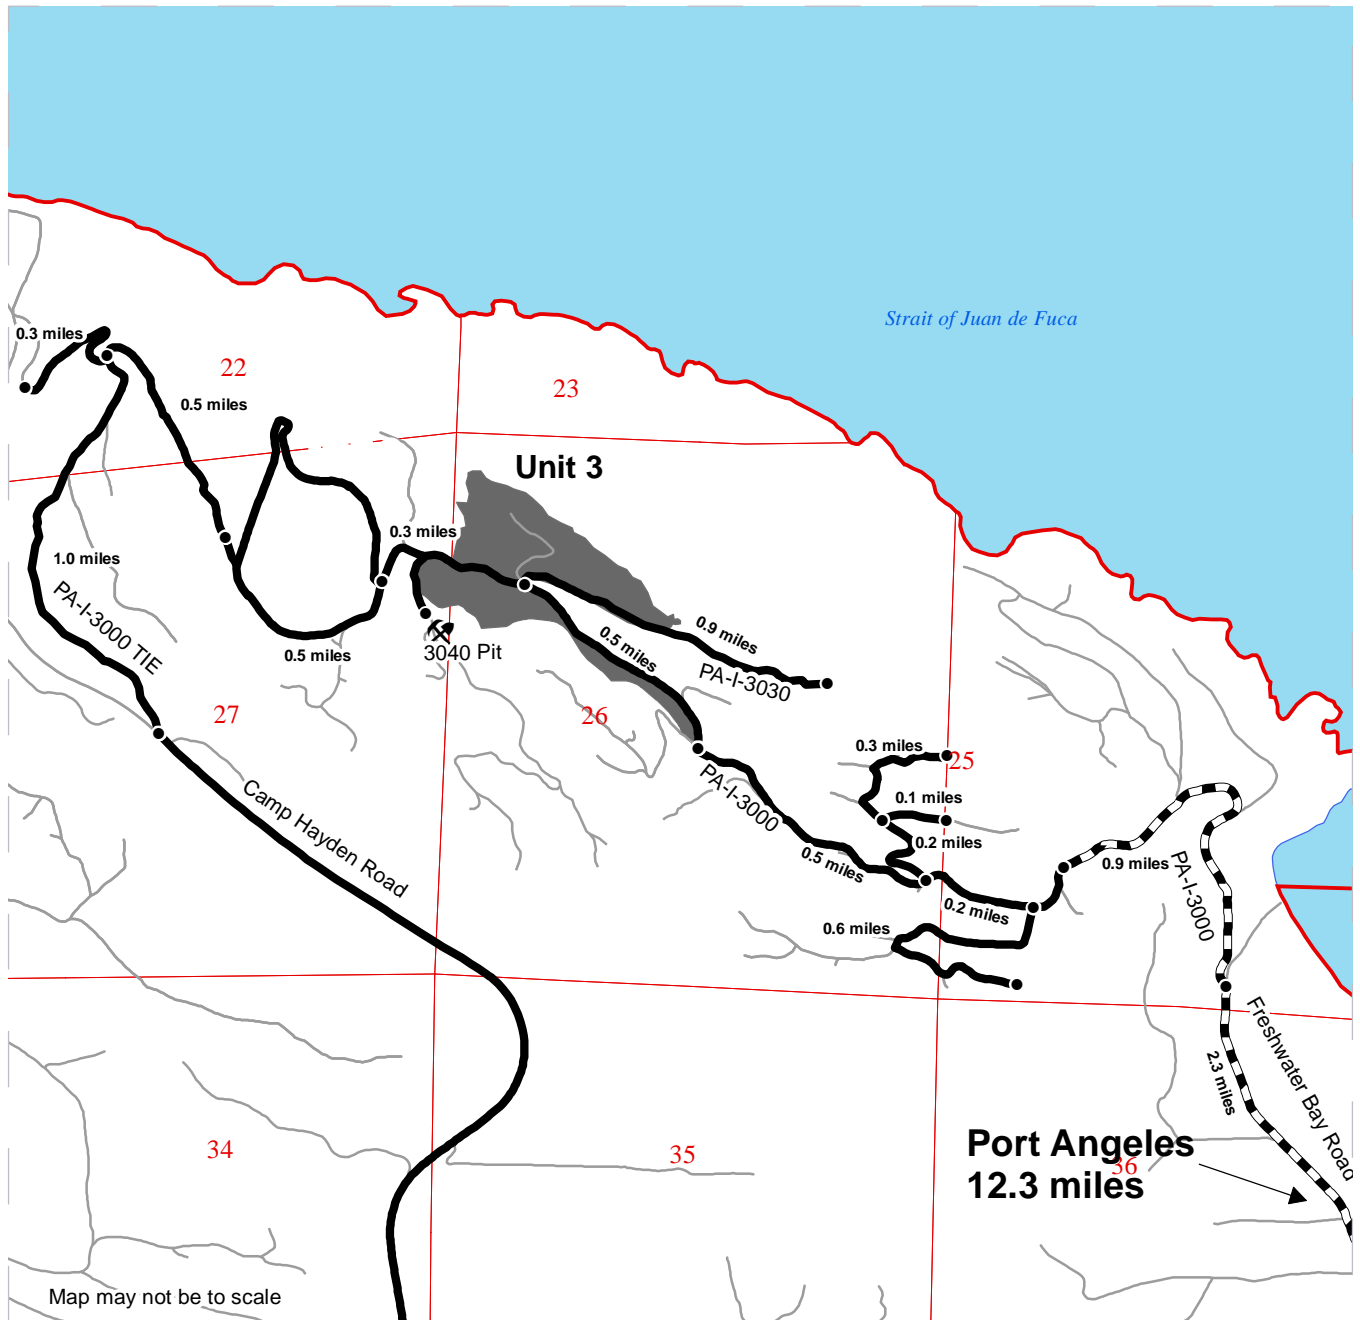 Strait of Juan de Fuca
0.3 miles
22
23
0.5 miles
Unit 3
0.3 miles
1.0 miles
PA-I-3000 TIE
0.5 miles
3040 Pit
0.5 miles
0.9 miles
PA-I-3030
27
26
25
0.3 miles
PA-I-3000
0.1 miles
0.2 miles
Camp Hayden Road
0.5 miles
0.9 miles
PA-I-3000
0.2 miles
0.6 miles
Freshwater Bay Road
2.3 miles
34
35
36
Port Angeles
12.3 miles
Map may not be to scale